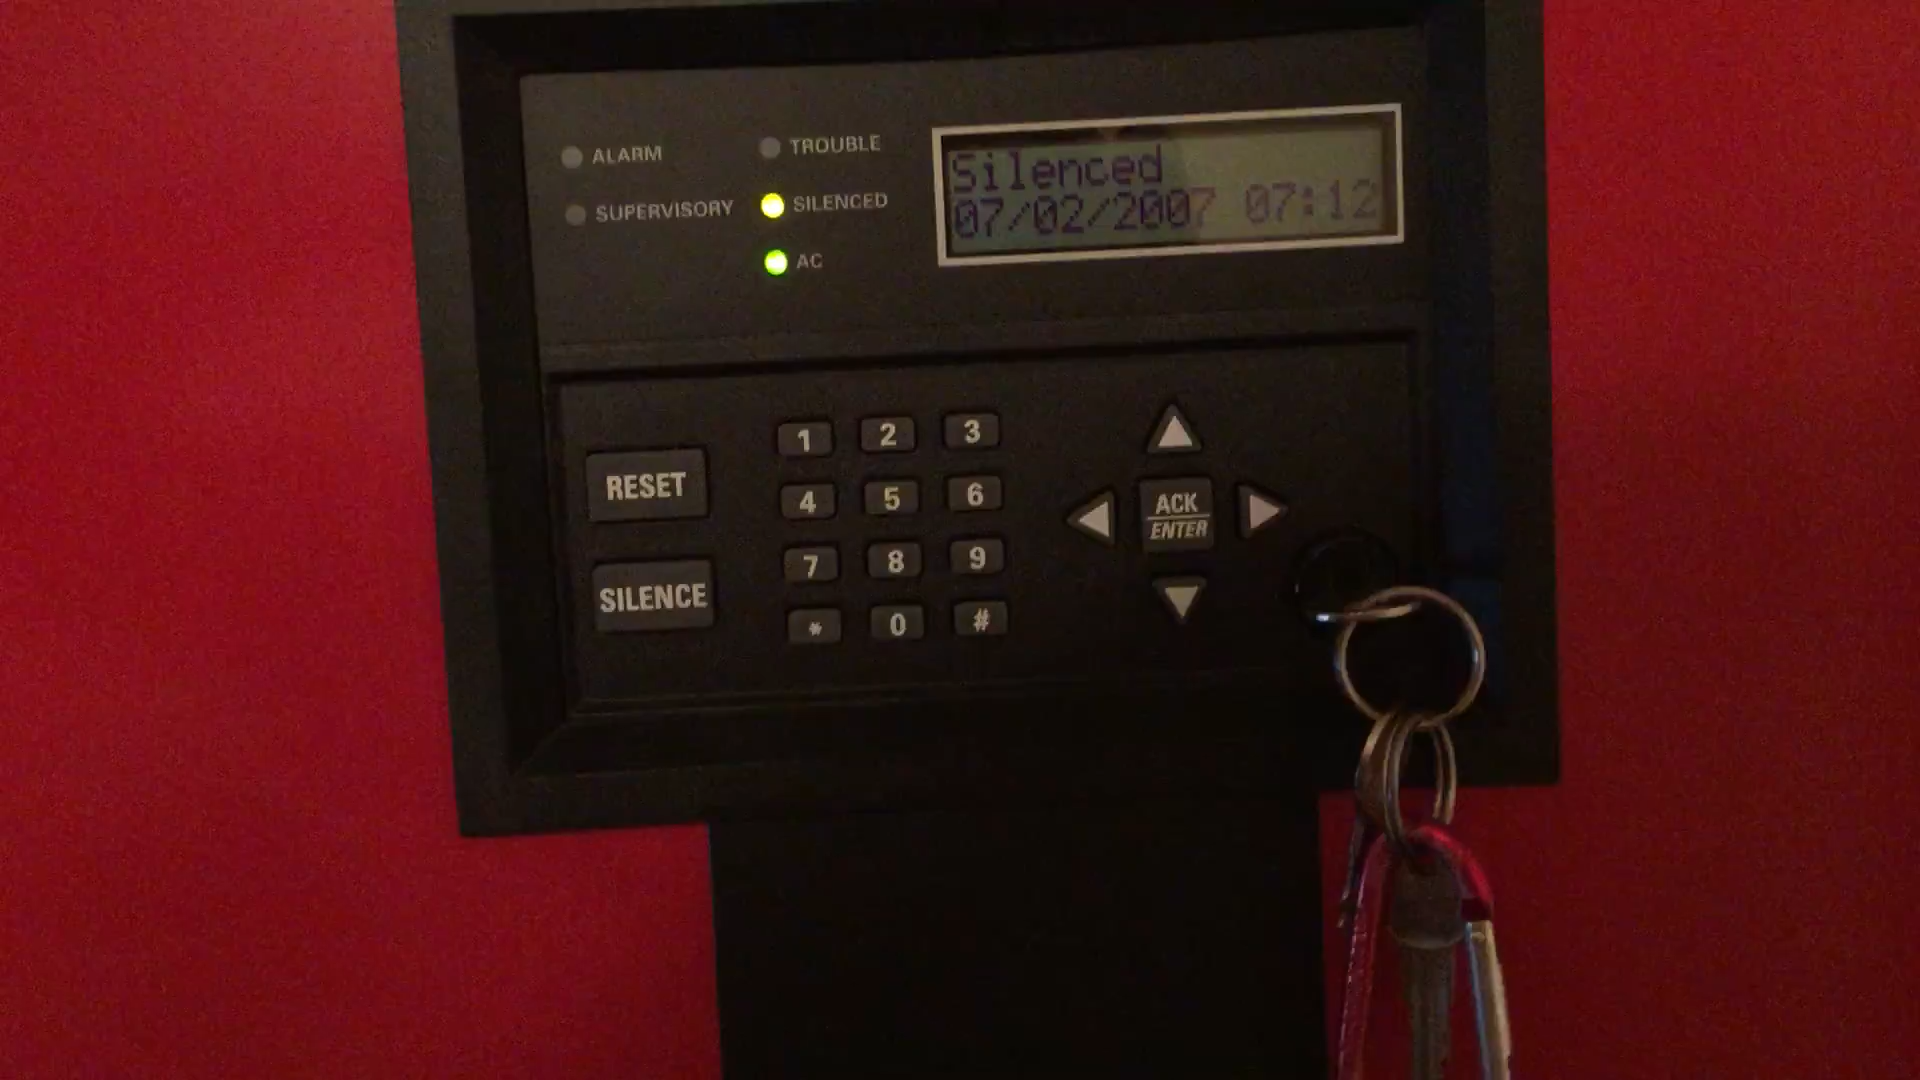 ALARM
TROUBLE
SUPERVISORY
SILENCED
AC
Silenced
07/02/2007 07:12
RESET
SILENCE
1 2 3
4 5 6
7 8 9
* 0 #
ACK
ENTER